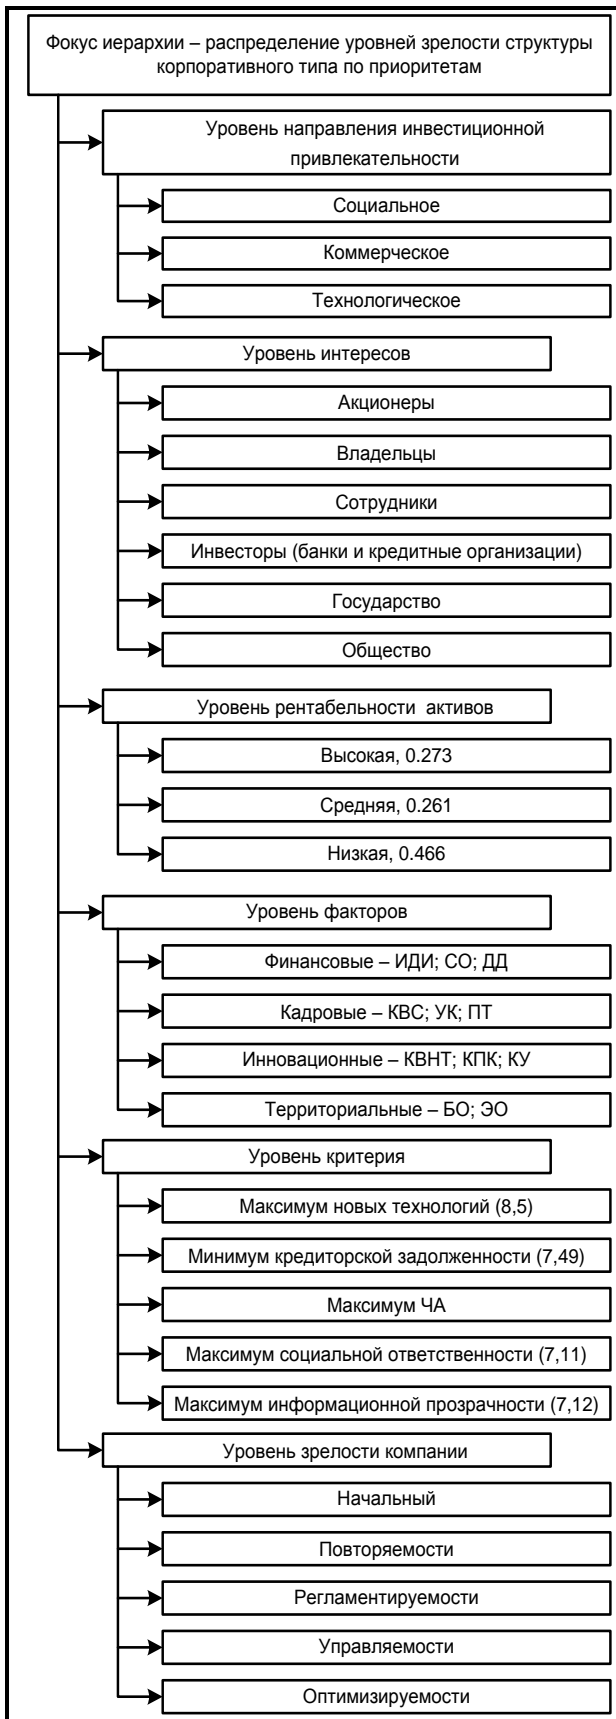 Фокус иерархии – распределение уровней зрелости структуры
корпоративного типа по приоритетам
Уровень направления инвестиционной
привлекательности
Социальное
Коммерческое
Технологическое
Уровень интересов
Акционеры
Владельцы
Сотрудники
Инвесторы (банки и кредитные организации)
Государство
Общество
Уровень рентабельности активов
Высокая, 0.273
Средняя, 0.261
Низкая, 0.466
Уровень факторов
Финансовые – ИДИ; СО; ДД
Кадровые – КВС; УК; ПТ
Инновационные – КВНТ; КПК; КУ
Территориальные – БО; ЭО
Уровень критерия
Максимум новых технологий (8,5)
Минимум кредиторской задолженности (7,49)
Максимум ЧА
Максимум социальной ответственности (7,11)
Максимум информационной прозрачности (7,12)
Уровень зрелости компании
Начальный
Повторяемости
Регламентируемости
Управляемости
Оптимизируемости